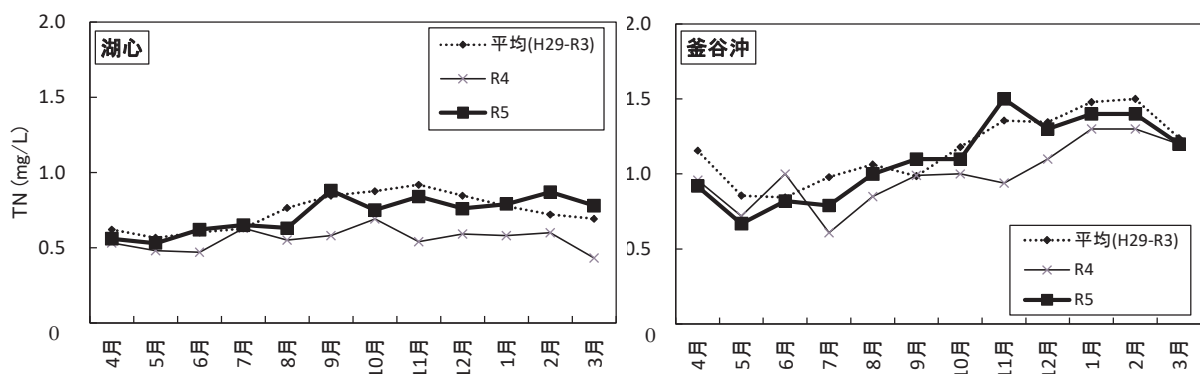 湖心
2.0
1.5
1.0
0.5
0
TN (mg/L)
平均(H29-R3)
R4
R5
4月
5月
6月
7月
8月
9月
10月
11月
12月
1月
2月
3月
釜谷沖
2.0
1.5
1.0
0.5
0
平均(H29-R3)
R4
R5
4月
5月
6月
7月
8月
9月
10月
11月
12月
1月
2月
3月